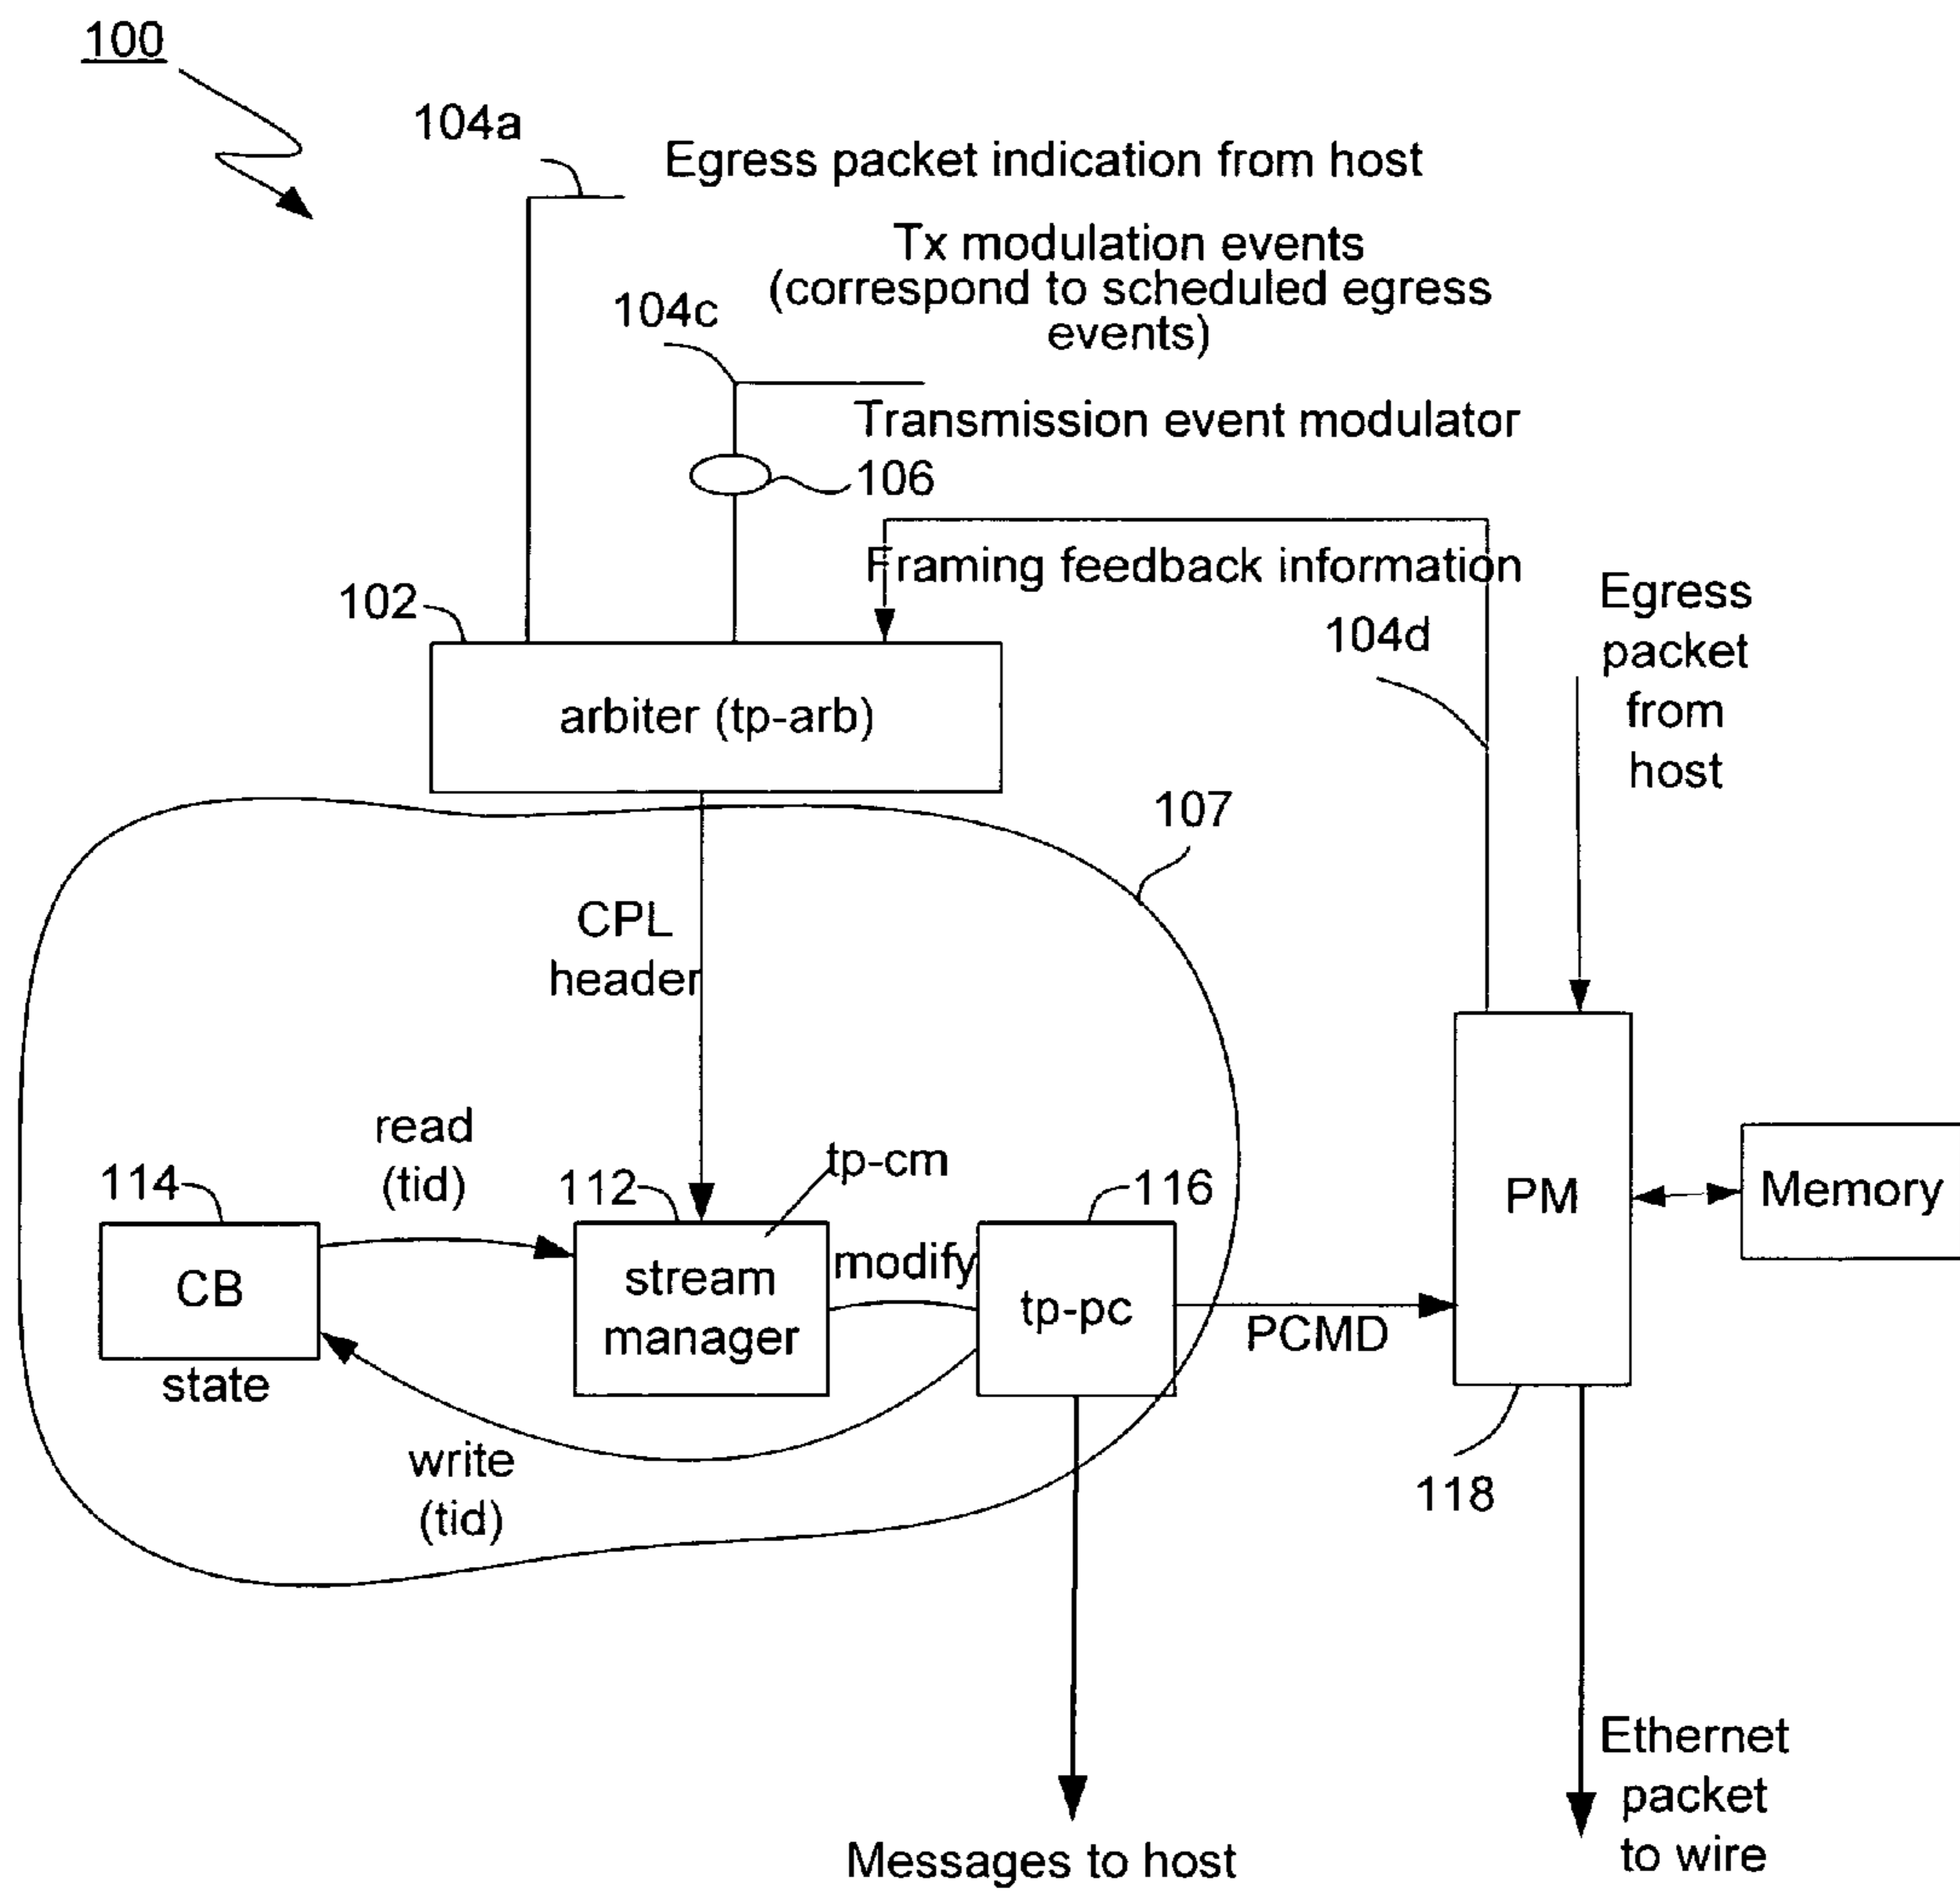 100
104a
Egress packet indication from host
Tx modulation events
(correspond to scheduled egress
events)
104c
Transmission event modulator
106
Framing feedback information
102
104d
Egress
packet
from
host
arbiter (tp-arb)
107
CPL
header
read
(tid)
tp-cm
114
112
116
PM
Memory
CB
stream
manager
modify
tp-pc
PCMD
state
write
(tid)
118
Ethernet
packet
to wire
Messages to host